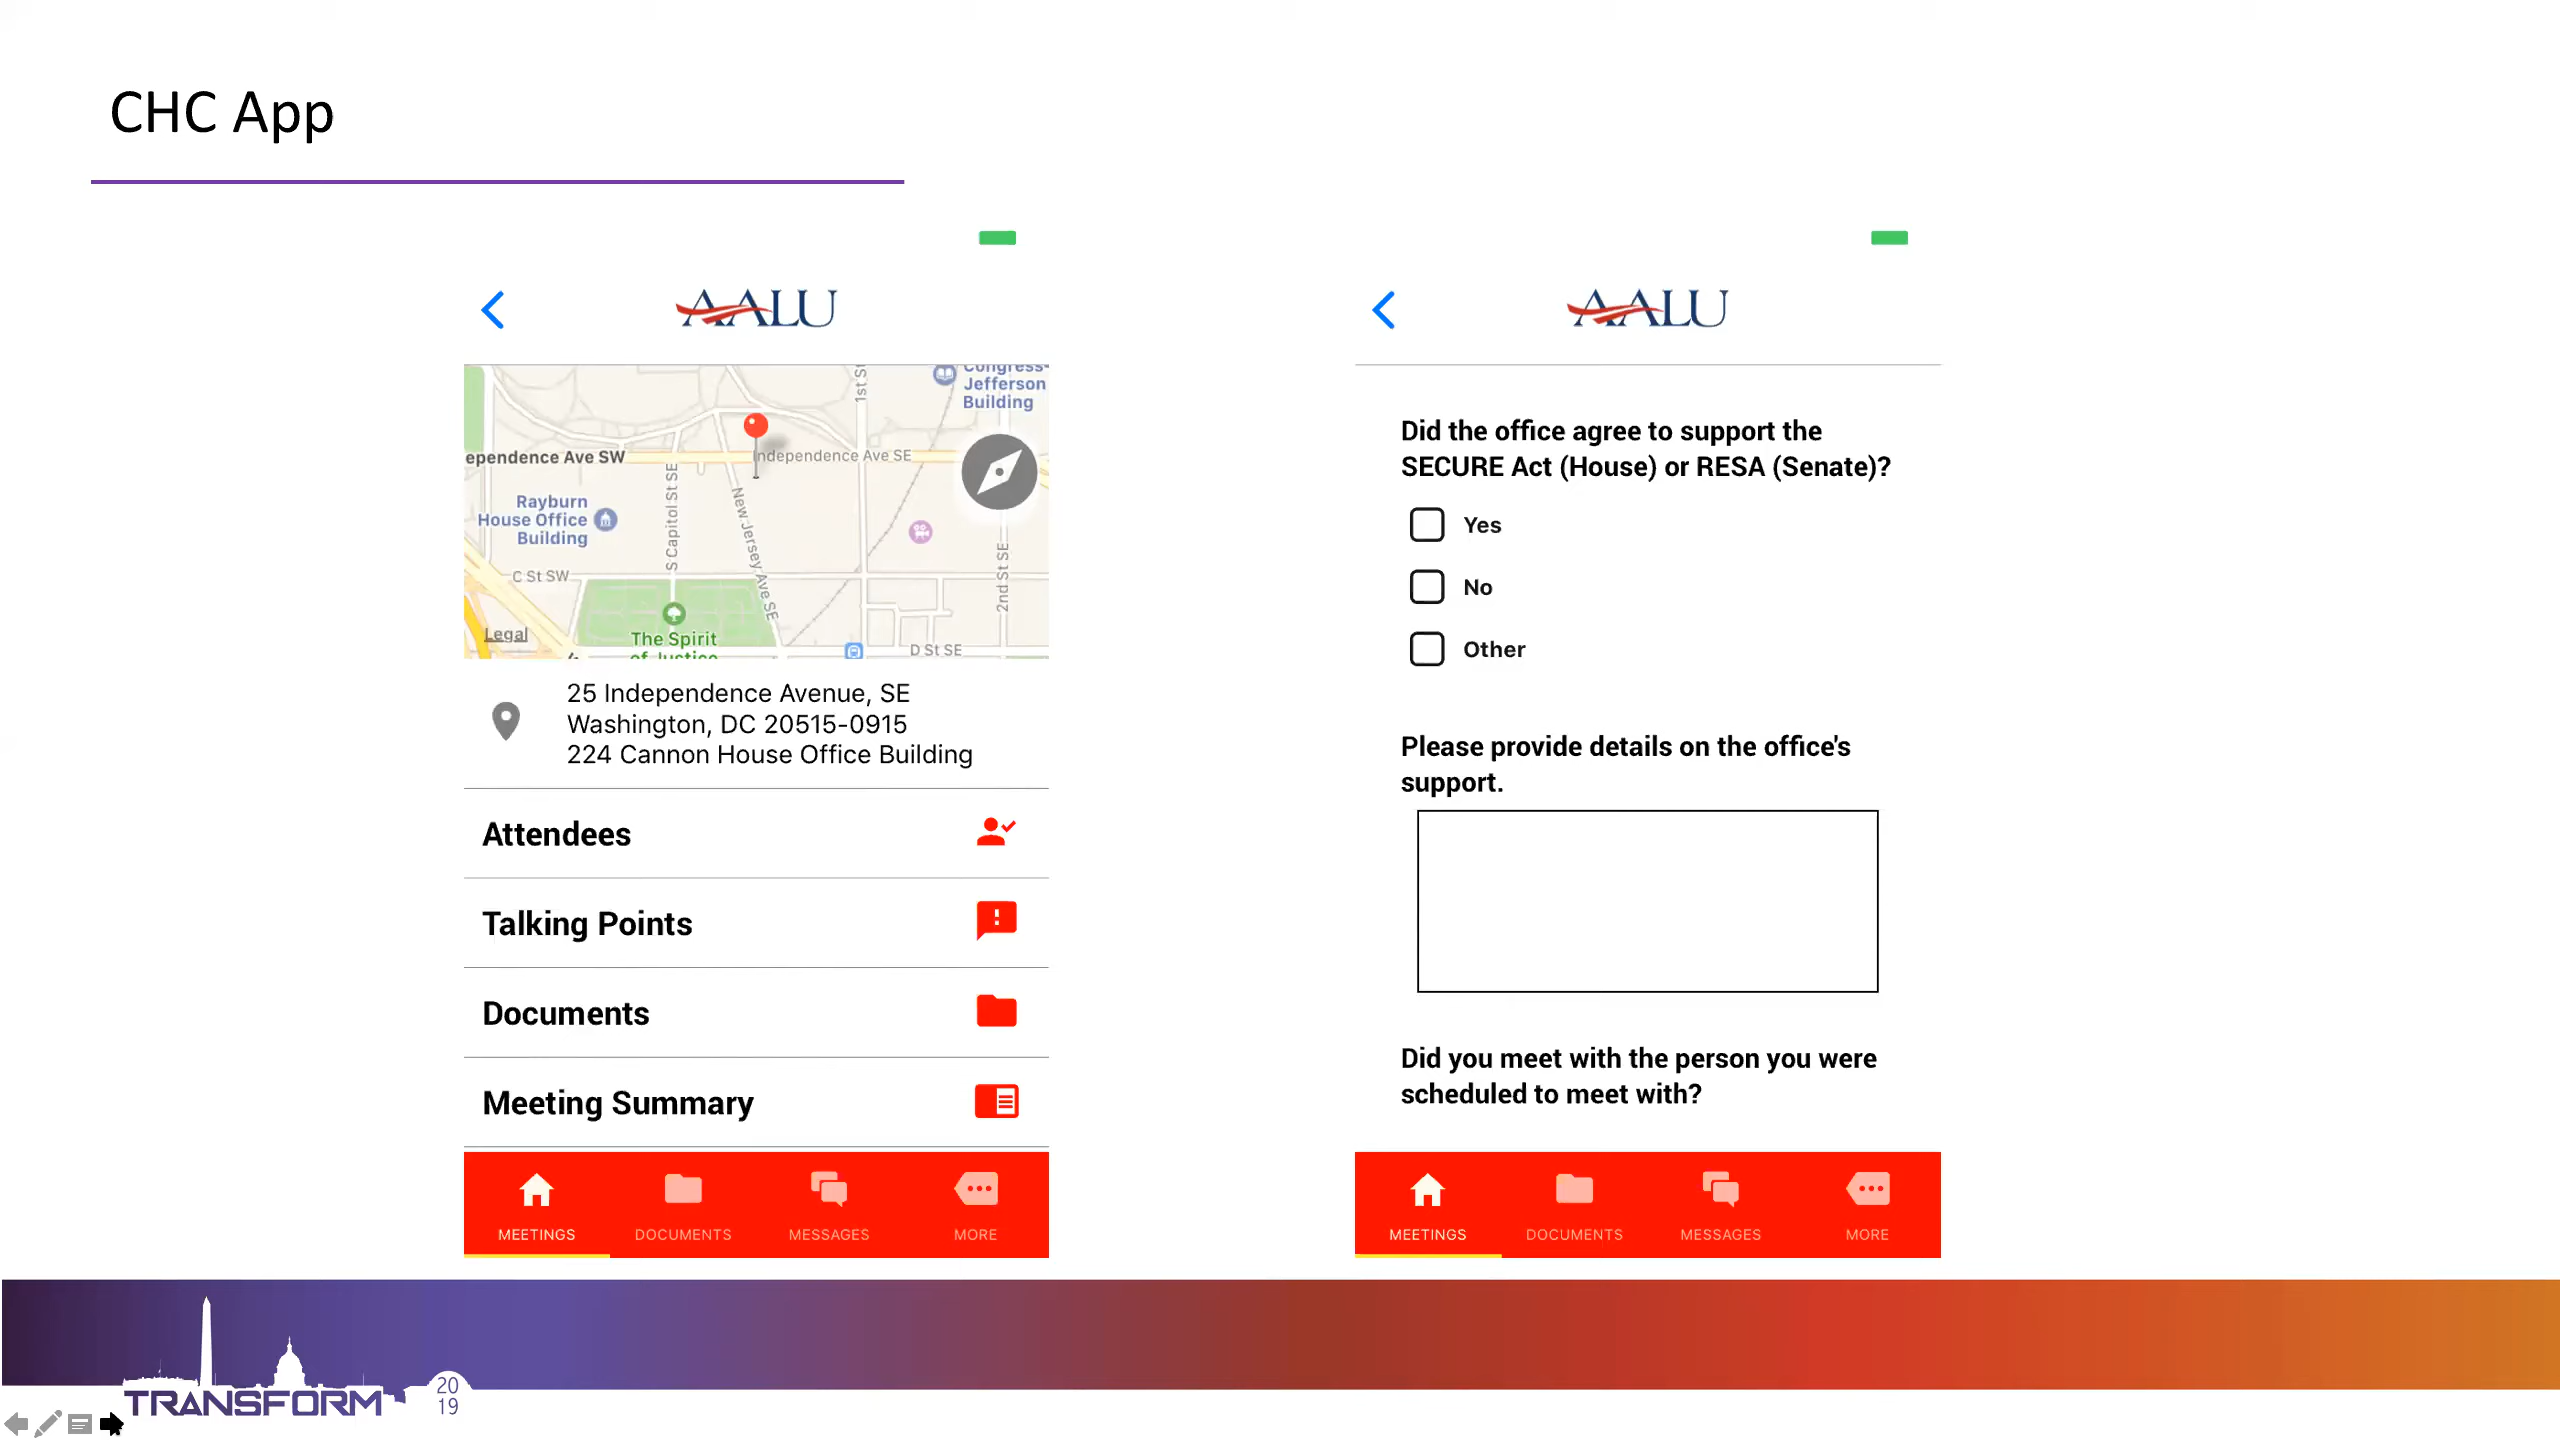 CHC App
AALU
Congress-
Jefferson
Building
1st St
ependence Ave SW
Independence Ave SE
Rayburn
House Office
Building
S Capitol St SE
New Jersey Ave SE
2nd St SE
C St SW
Legal
The Spirit
of Justice
D St SE
25 Independence Avenue, SE
Washington, DC 20515-0915
224 Cannon House Office Building
Attendees
Talking Points
Documents
Meeting Summary
MEETINGS DOCUMENTS MESSAGES MORE
AALU
Did the office agree to support the
SECURE Act (House) or RESA (Senate)?
Yes
No
Other
Please provide details on the office's
support.
Did you meet with the person you were
scheduled to meet with?
MEETINGS DOCUMENTS MESSAGES MORE
TRANSFORM
20
19